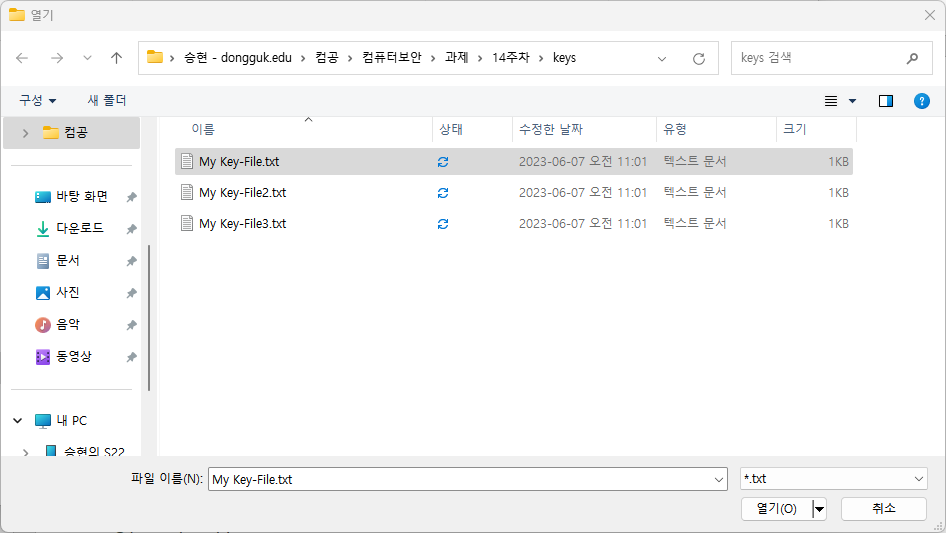 열기
승현 - dongguk.edu > 컴공 > 컴퓨터보안 > 과제 > 14주차 > keys
keys 검색
구성 새 폴더
이름 상태 수정한 날짜 유형 크기
컴공
My Key-File.txt 2023-06-07 오전 11:01 텍스트 문서 1KB
바탕 화면
My Key-File2.txt 2023-06-07 오전 11:01 텍스트 문서 1KB
다운로드
My Key-File3.txt 2023-06-07 오전 11:01 텍스트 문서 1KB
문서
사진
음악
동영상
내 PC
승현의 S22
파일 이름(N): My Key-File.txt *.txt
열기(O) 취소